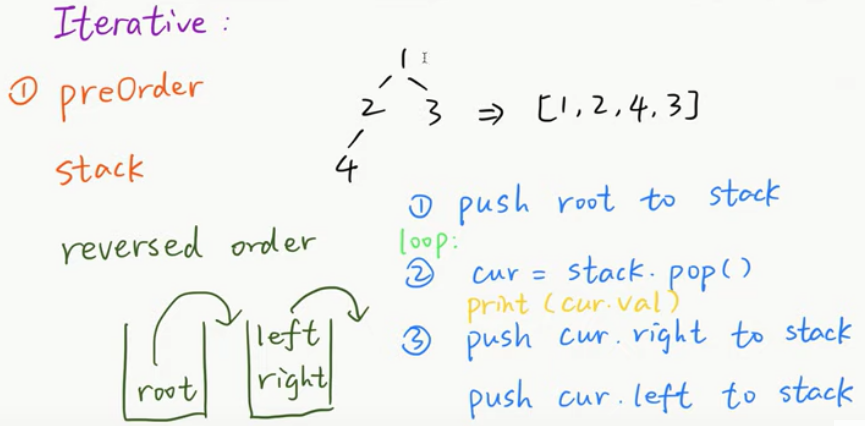 Iterative :
① preOrder
stack
reversed order
1
2 3 ⇒ [1, 2, 4, 3]
4
① push root to stack
loop:
② cur = stack. pop()
print (cur.val)
③ push cur. right to stack
push cur. left to stack
root
left
right